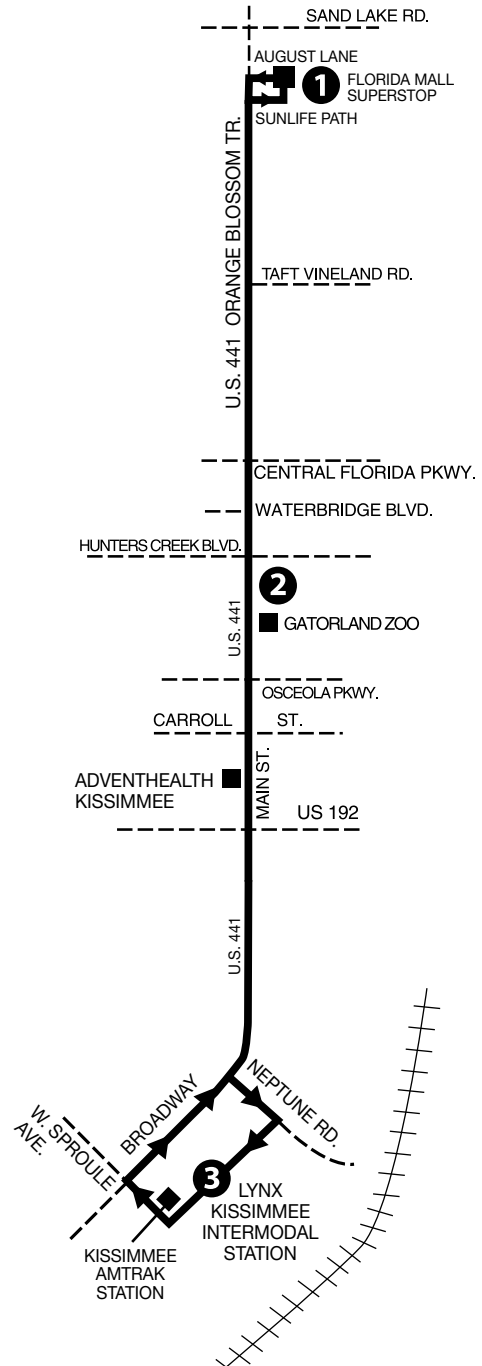 SAND LAKE RD.
AUGUST LANE
1
FLORIDA MALL
SUPERSTOP
SUNLIFE PATH
U.S. 441 ORANGE BLOSSOM TR.
TAFT VINELAND RD.
CENTRAL FLORIDA PKWY.
WATERBRIDGE BLVD.
HUNTERS CREEK BLVD.
2
U.S. 441
GATORLAND ZOO
OSCEOLA PKWY.
CARROLL ST.
ADVENTHEALTH
KISSIMMEE
MAIN ST.
US 192
U.S. 441
BROADWAY
NEPTUNE RD.
W. SPROULE
AVE.
3
LYNX
KISSIMMEE
INTERMODAL
STATION
KISSIMMEE
AMTRAK
STATION